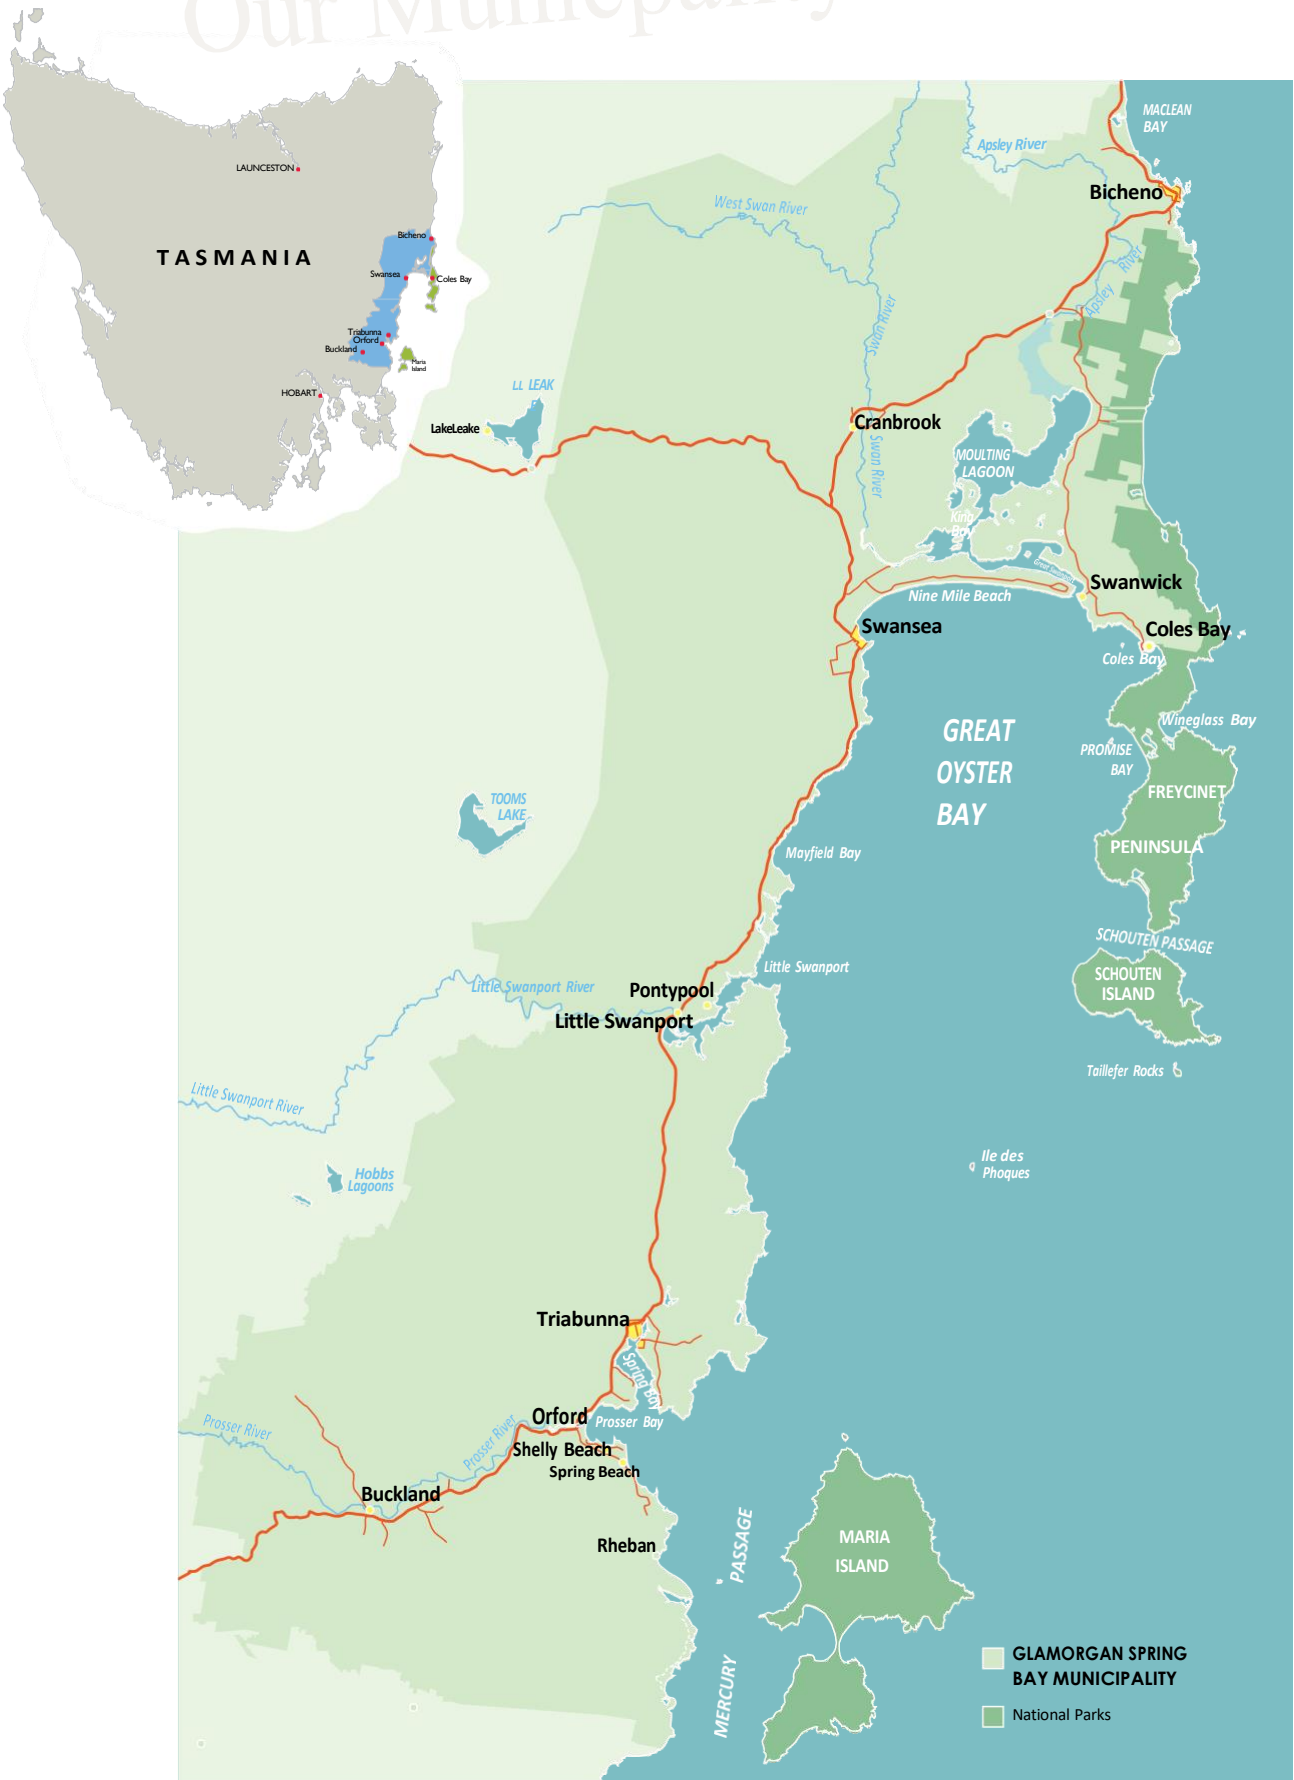 Our Municipality
LAUNCESTON
TASMANIA
Bicheno
Swansea
Coles Bay
Triabunna
Orford
Buckland
Maria
Island
HOBART
MACLEAN
BAY
Apsley River
Bicheno
West Swan River
Apsley River
Swan River
LL LEAK
LakeLeake
Cranbrook
Swan River
MOULTING
LAGOON
King
Bay
Great Swanport
Swanwick
Nine Mile Beach
Swansea
Coles Bay
Coles Bay
GREAT
OYSTER
BAY
Wineglass Bay
PROMISE
BAY
FREYCINET
PENINSULA
TOOMS
LAKE
Mayfield Bay
SCHOUTEN PASSAGE
Little Swanport
SCHOUTEN
ISLAND
Little Swanport River
Pontypool
Little Swanport
Taillefer Rocks
Little Swanport River
Ile des
Phoques
Hobbs
Lagoons
Triabunna
Spring Bay
Orford
Prosser Bay
Prosser River
Prosser River
Shelly Beach
Spring Beach
Buckland
Rheban
MERCURY PASSAGE
MARIA
ISLAND
GLAMORGAN SPRING
BAY MUNICIPALITY
National Parks